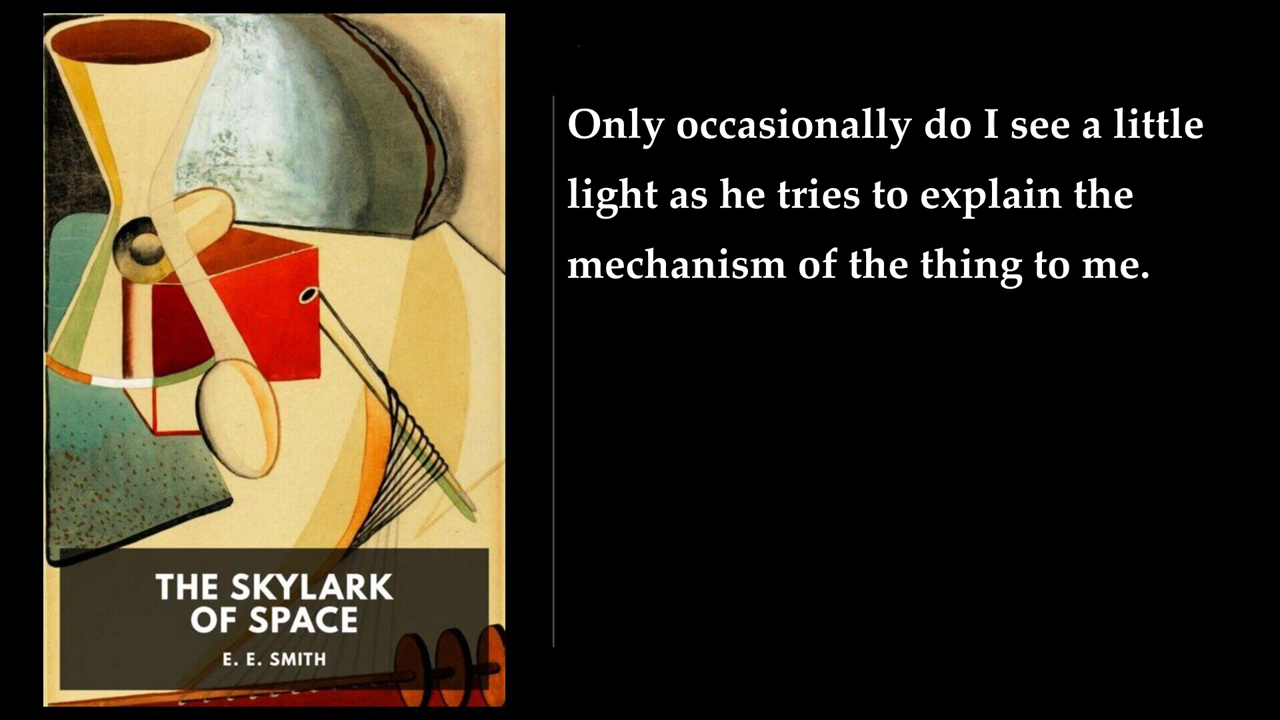 THE SKYLARK
OF SPACE
E. E. SMITH
Only occasionally do I see a little
light as he tries to explain the
mechanism of the thing to me.